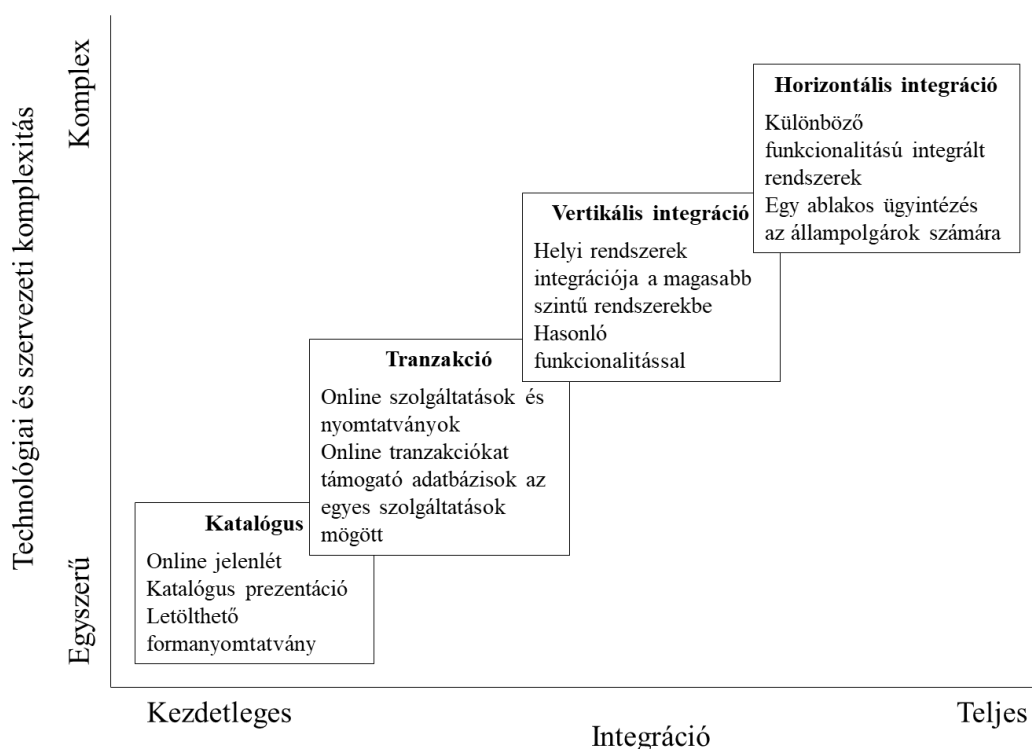 Technológiai és szervezeti komplexitás
Komplex
Egyszerű
Horizontális integráció
Különböző
funkcionalitású integrált
rendszerek
Egy ablakos ügyintézés
az állampolgárok számára
Vertikális integráció
Helyi rendszerek
integrációja a magasabb
szintű rendszerekbe
Hasonló
funkcionalitással
Tranzakció
Online szolgáltatások és
nyomtatványok
Online tranzakciókat
támogató adatbázisok az
egyes szolgáltatások
mögött
Katalógus
Online jelenlét
Katalógus prezentáció
Letölthető
formanyomtatvány
Kezdetleges
Teljes
Integráció